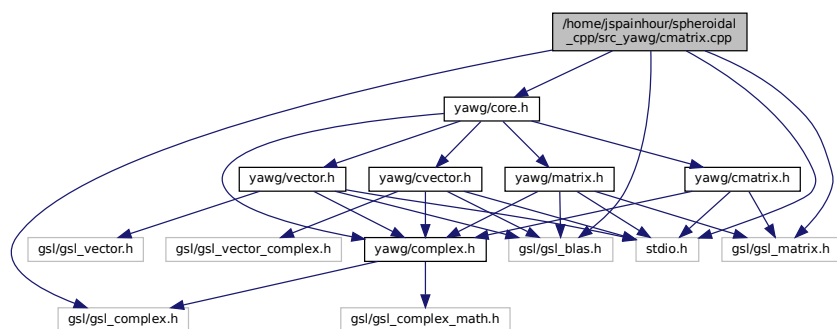 /home/jspainhour/spheroidal
_cpp/src_yawg/cmatrix.cpp
yawg/core.h
yawg/vector.h
yawg/cvector.h
yawg/matrix.h
yawg/cmatrix.h
gsl/gsl_vector.h
gsl/gsl_vector_complex.h
yawg/complex.h
gsl/gsl_blas.h
stdio.h
gsl/gsl_matrix.h
gsl/gsl_complex.h
gsl/gsl_complex_math.h